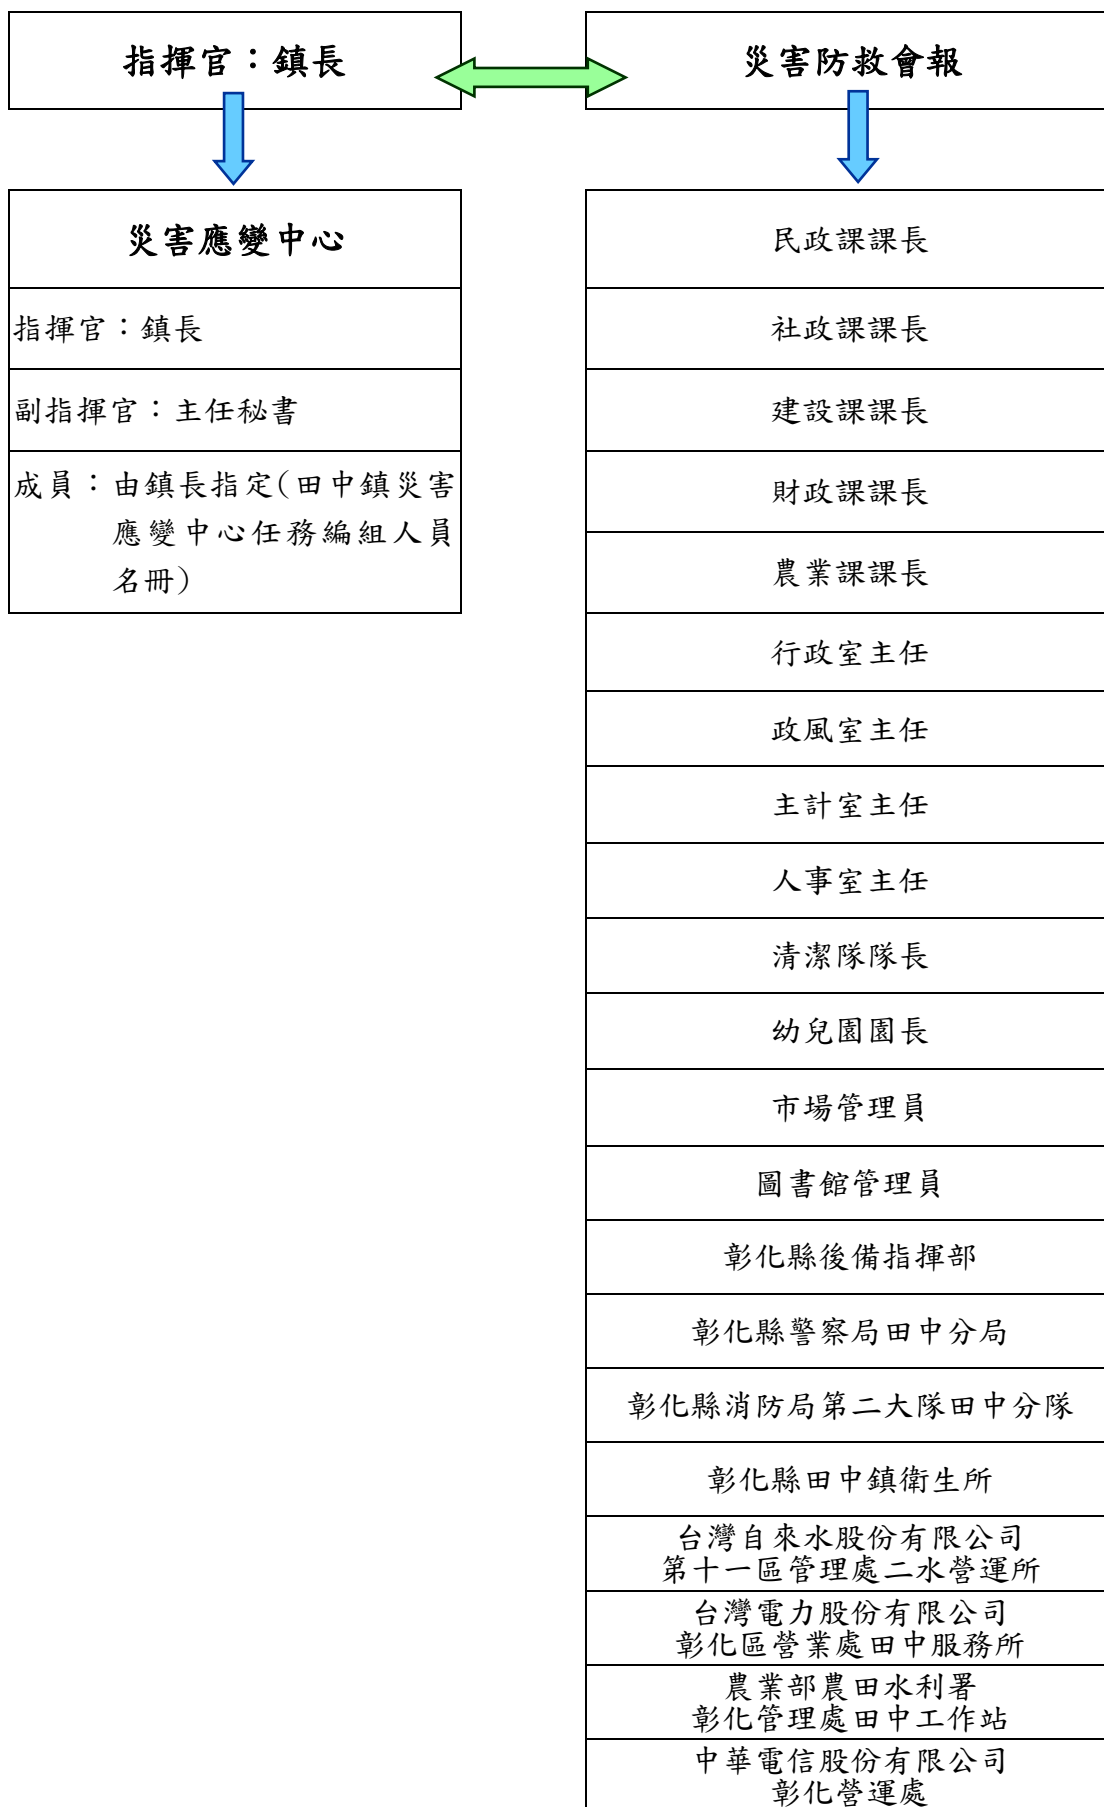 指揮官：鎮長
災害防救會報
災害應變中心
指揮官：鎮長
副指揮官：主任秘書
成員：由鎮長指定(田中鎮災害
應變中心任務編組人員
名冊)
民政課課長
社政課課長
建設課課長
財政課課長
農業課課長
行政室主任
政風室主任
主計室主任
人事室主任
清潔隊隊長
幼兒園園長
市場管理員
圖書館管理員
彰化縣後備指揮部
彰化縣警察局田中分局
彰化縣消防局第二大隊田中分隊
彰化縣田中鎮衛生所
台灣自來水股份有限公司
第十一區管理處二水營運所
台灣電力股份有限公司
彰化區營業處田中服務所
農業部農田水利署
彰化管理處田中工作站
中華電信股份有限公司
彰化營運處